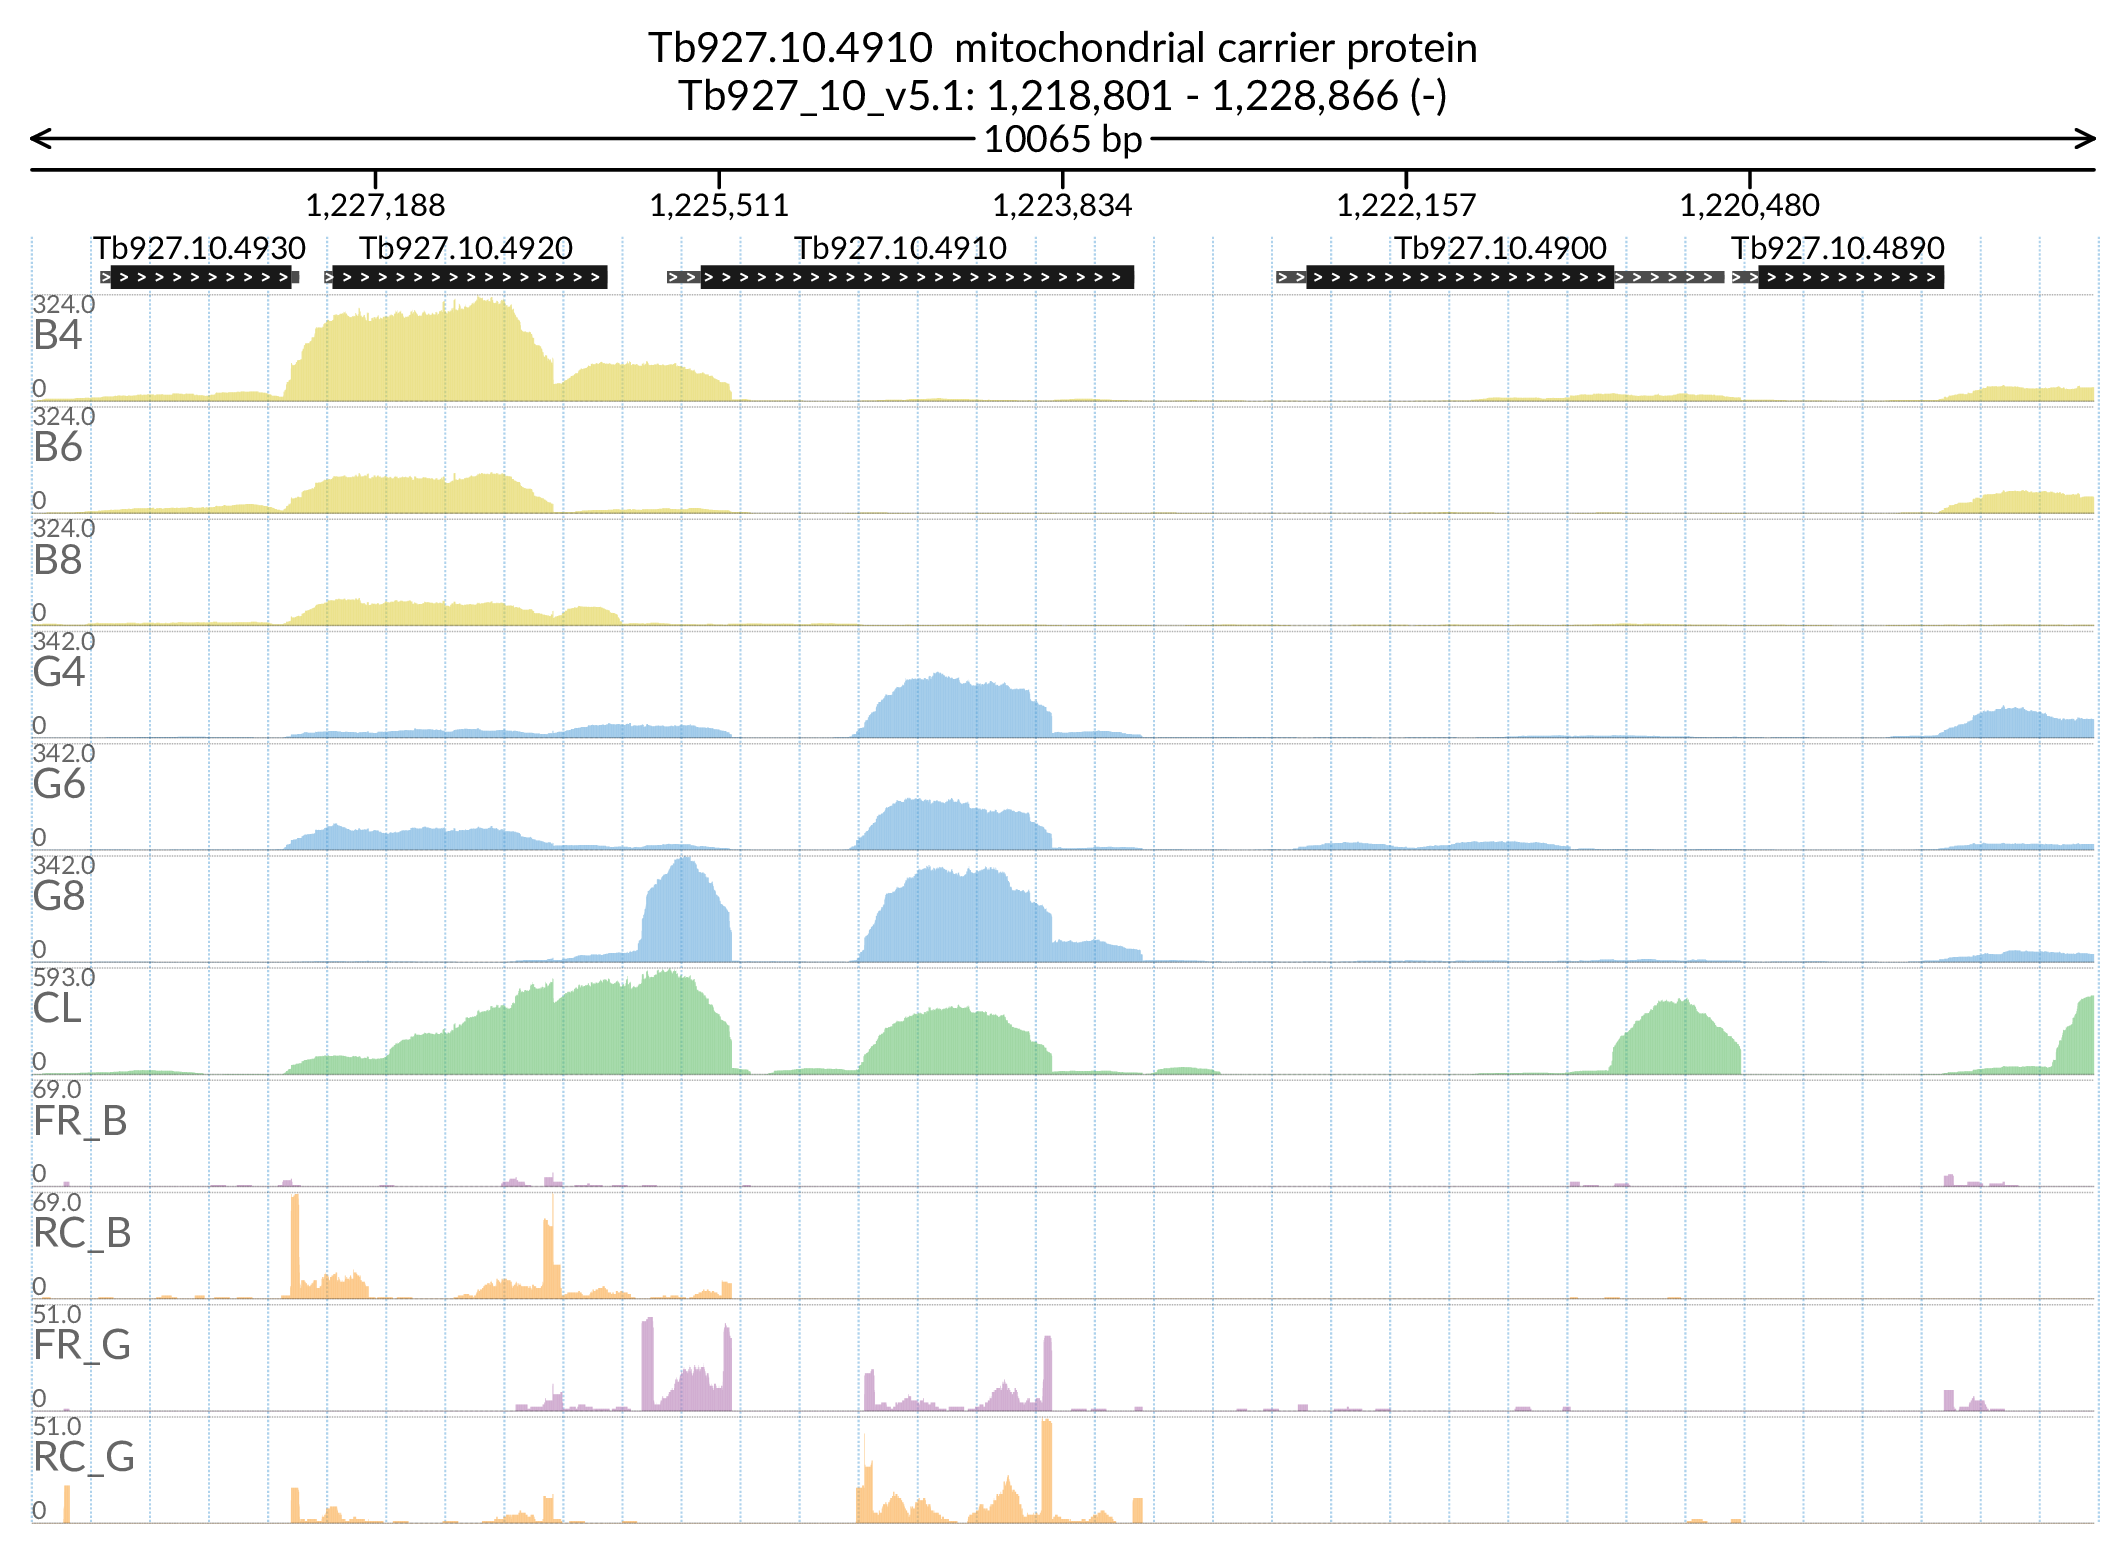 Tb927.10.4910  mitochondrial carrier protein
Tb927_10_v5.1: 1,218,801 - 1,228,866 (-)
10065 bp
1,227,188 1,225,511 1,223,834 1,222,157 1,220,480
Tb927.10.4930 Tb927.10.4920 Tb927.10.4910 Tb927.10.4900 Tb927.10.4890
324.0
B4
0
324.0
B6
0
324.0
B8
0
342.0
G4
0
342.0
G6
0
342.0
G8
0
593.0
CL
0
69.0
FR_B
0
69.0
RC_B
0
51.0
FR_G
0
51.0
RC_G
0